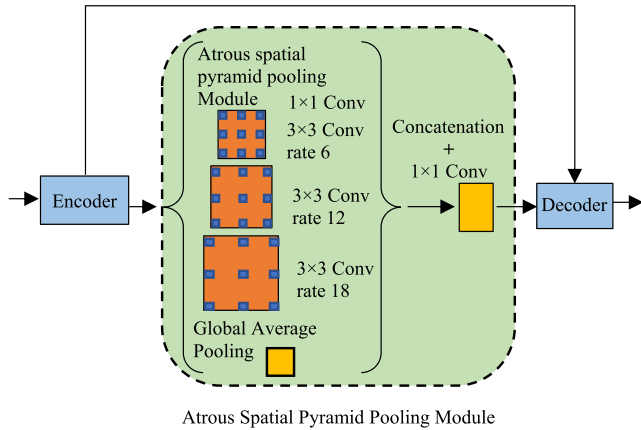 Atrous spatial
pyramid pooling
Module
1×1 Conv
3×3 Conv
rate 6
3×3 Conv
rate 12
3×3 Conv
rate 18
Global Average
Pooling
Encoder
Concatenation
+
1×1 Conv
Decoder
Atrous Spatial Pyramid Pooling Module